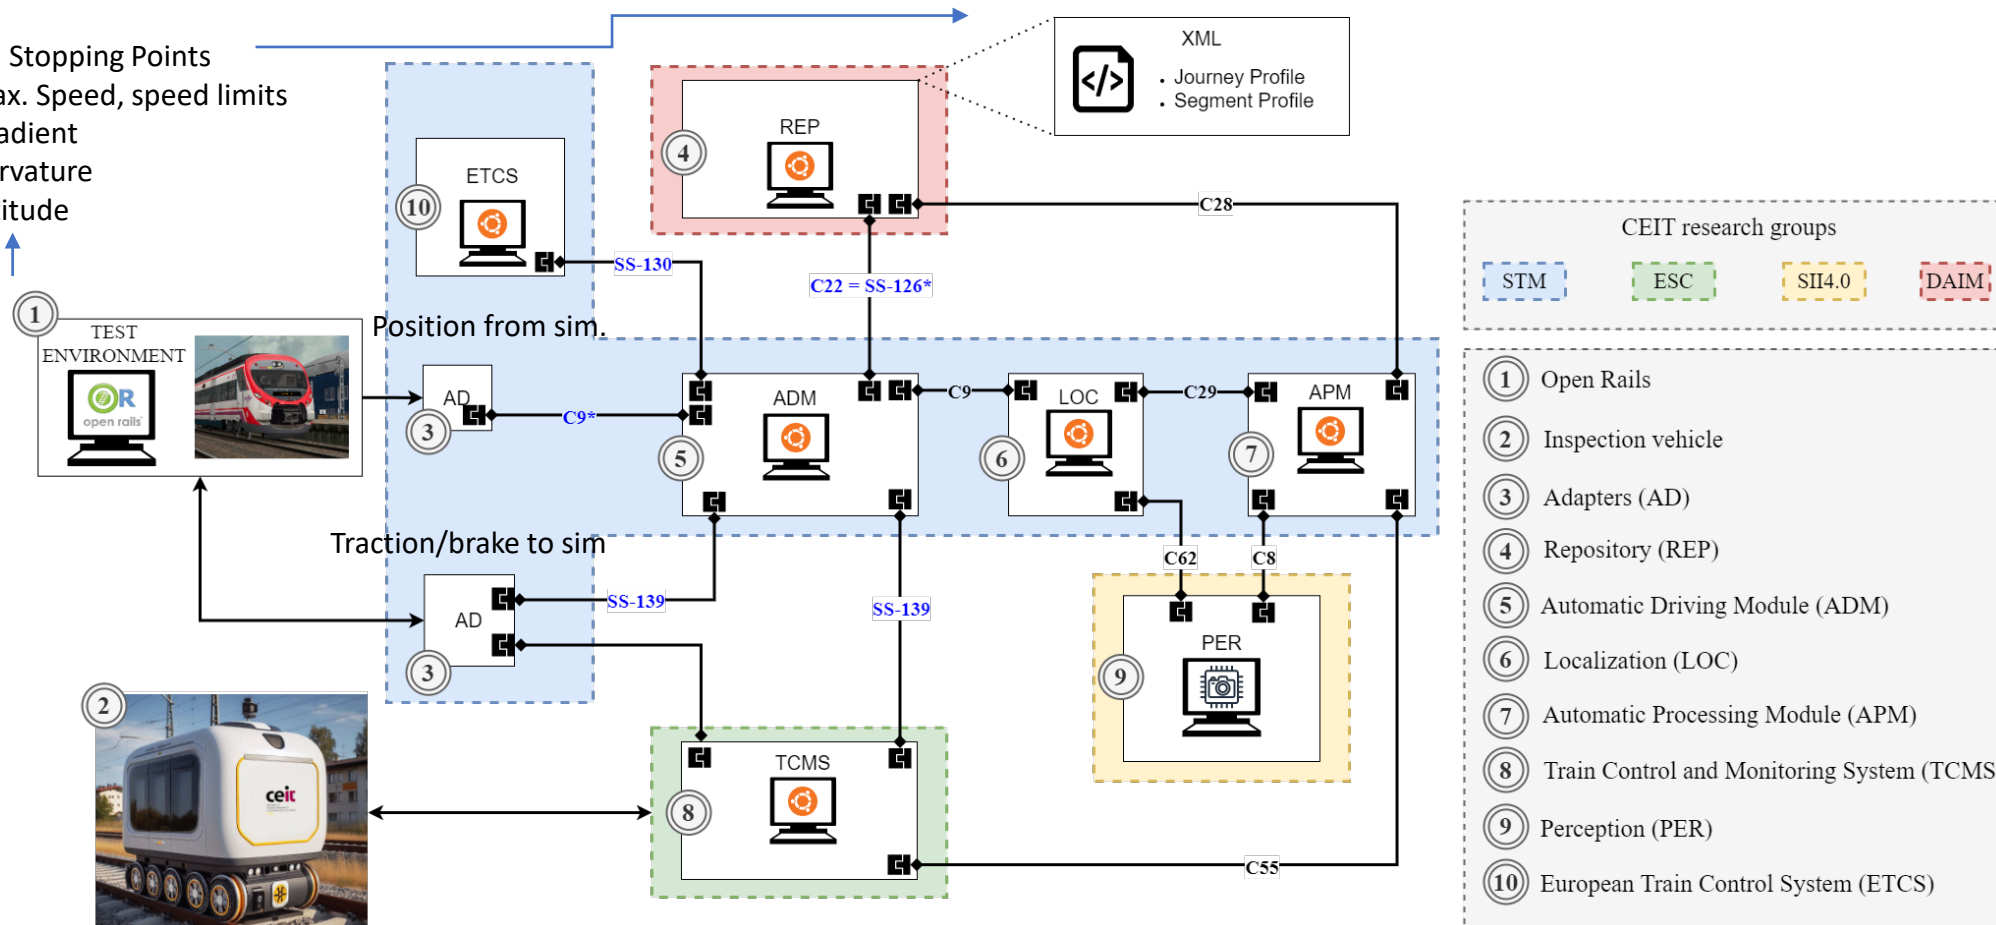 Stopping Points
ax. Speed, speed limits
adient
rvature
titude
XML
• Journey Profile
• Segment Profile
REP
4
ETCS
10
C28
SS-130
C22 = SS-126*
CEIT research groups
STM
ESC
SII4.0
DAIM
1
TEST
ENVIRONMENT
OR
open rails
Position from sim.
AD
3
C9*
ADM
5
C9
LOC
6
C29
APM
7
Traction/brake to sim
C62
C8
AD
3
SS-139
SS-139
PER
9
2
ceit
TCMS
8
C55
1 Open Rails
2 Inspection vehicle
3 Adapters (AD)
4 Repository (REP)
5 Automatic Driving Module (ADM)
6 Localization (LOC)
7 Automatic Processing Module (APM)
8 Train Control and Monitoring System (TCMS
9 Perception (PER)
10 European Train Control System (ETCS)